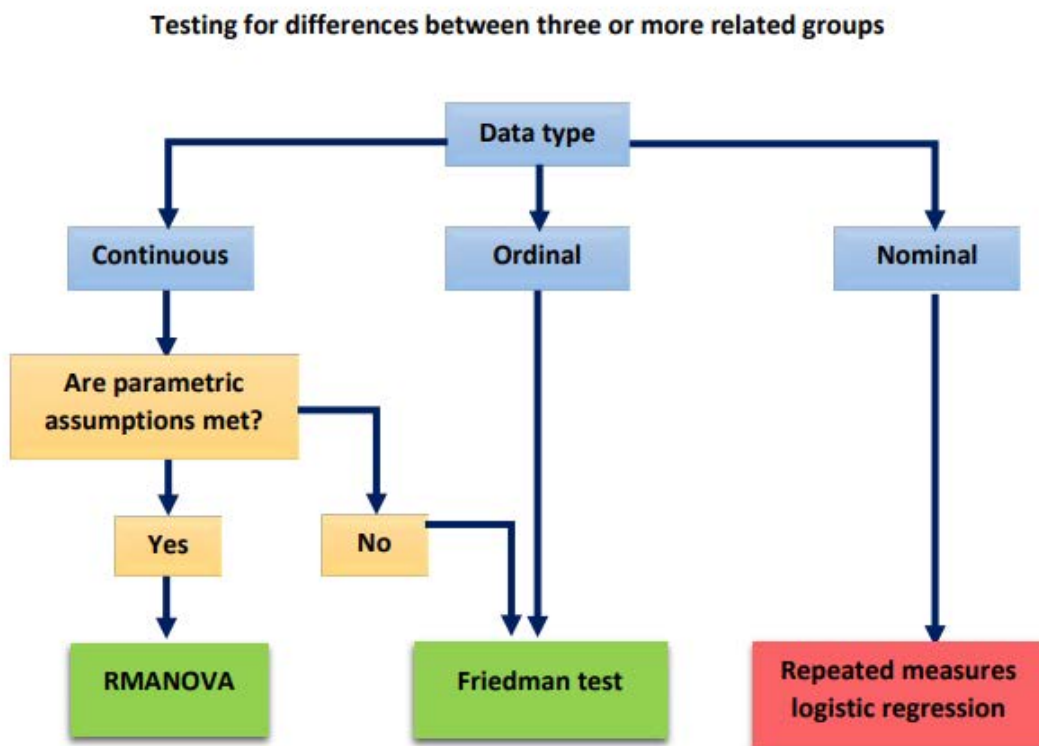 Testing for differences between three or more related groups
Data type
Continuous
Ordinal
Nominal
Are parametric
assumptions met?
Yes
No
RMANOVA
Friedman test
Repeated measures
logistic regression